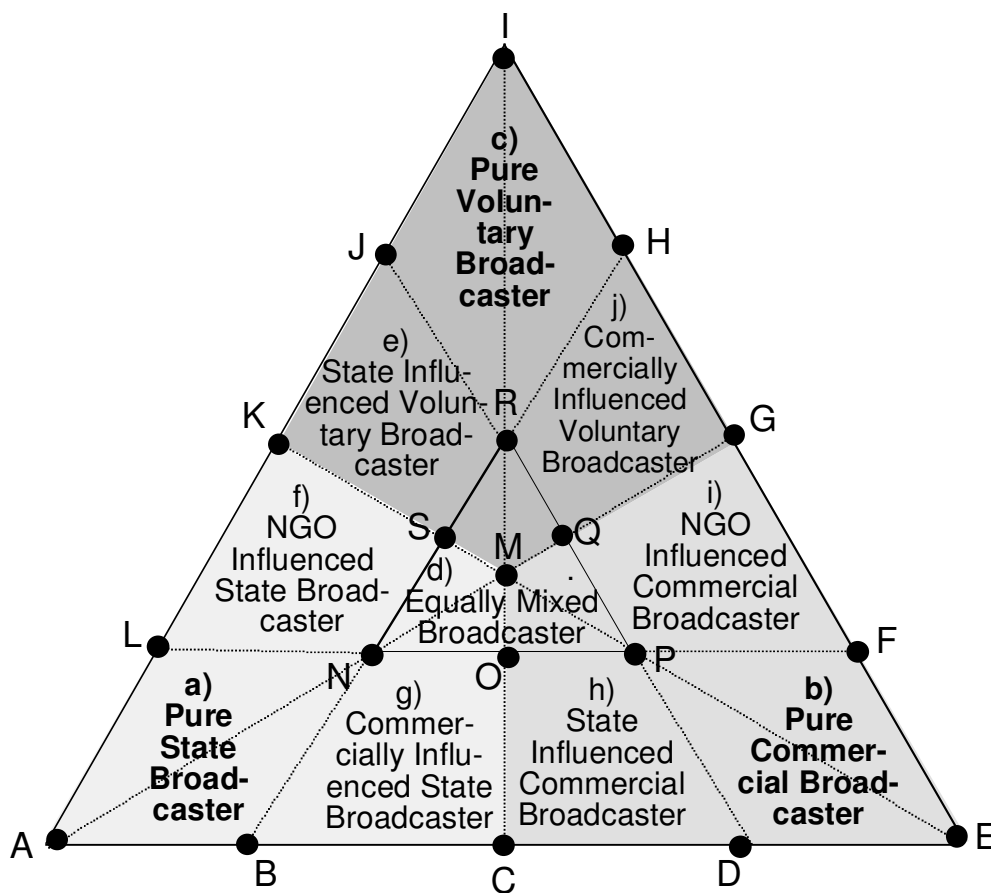 I
c)
Pure
Volun-
tary
Broad-
caster
J
H
e)
State Influ-
enced Volun-
tary Broad-
caster
j)
Com-
mercially
Influenced
Voluntary
Broadcaster
K
R
G
f)
NGO
Influenced
State Broad-
caster
S
M
Q
d)
Equally Mixed
Broadcaster
i)
NGO
Influenced
Commercial
Broadcaster
L
N
O
P
F
a)
Pure
State
Broad-
caster
g)
Commer-
cially Influ-
enced State
Broadcaster
h)
State
Influenced
Commercial
Broadcaster
b)
Pure
Commer-
cial Broad-
caster
A
B
C
D
E